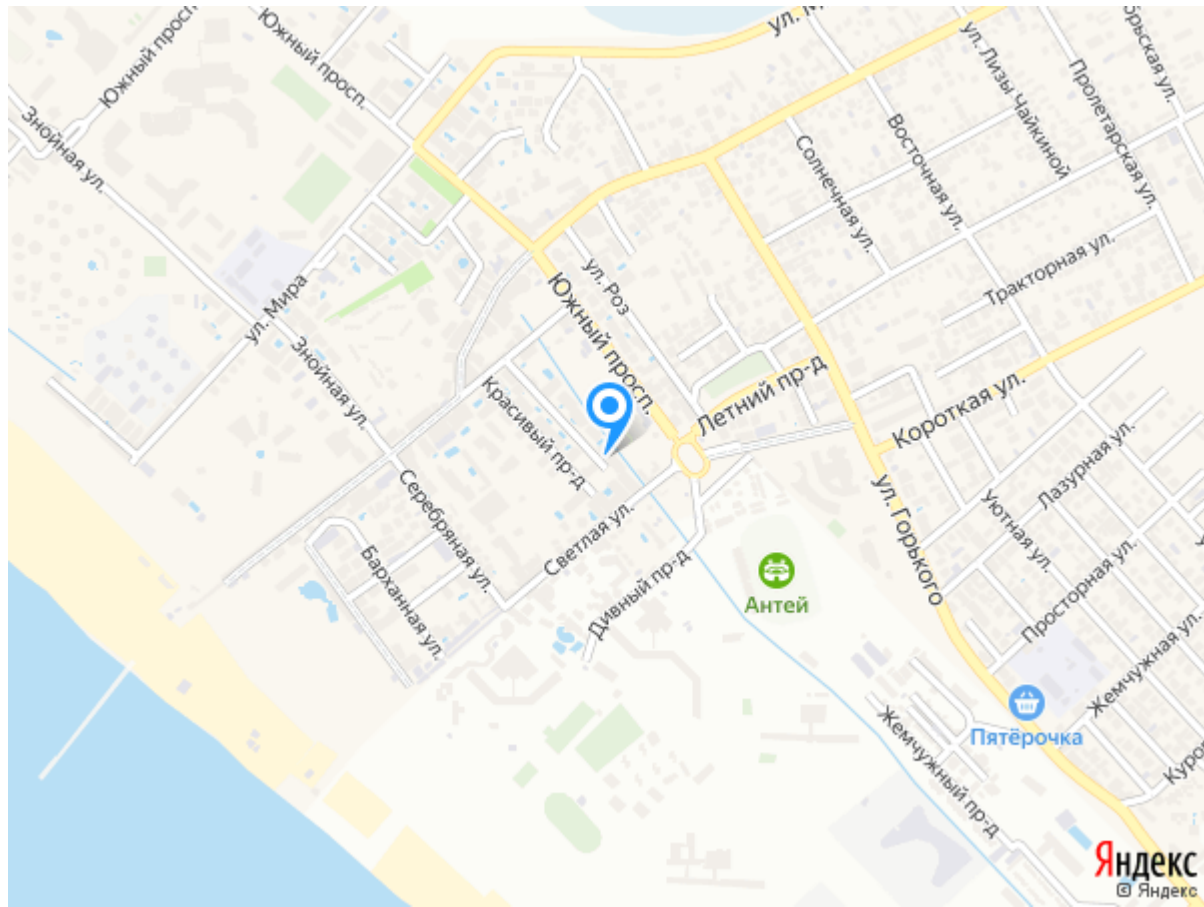 Южный просп
Южный просп.
ул. М
ул. Лизы Чайкиной
Пролетарская ул.
орьская ул.
Знойная ул.
Восточная ул.
Солнечная ул.
Тракторная ул.
ул. Мира
ул. Роз
Южный просп.
Знойная ул.
Летний пр-д
Короткая ул.
Красивый пр-д
Серебряная ул.
Светлая ул.
Барханная ул.
Дивный пр-д
Антей
ул. Горького
Уютная ул.
Лазурная ул.
Просторная ул.
Жемчужная ул.
Пятёрочка
Жемчужный пр-д
Куро
Яндекс
© Яндекс